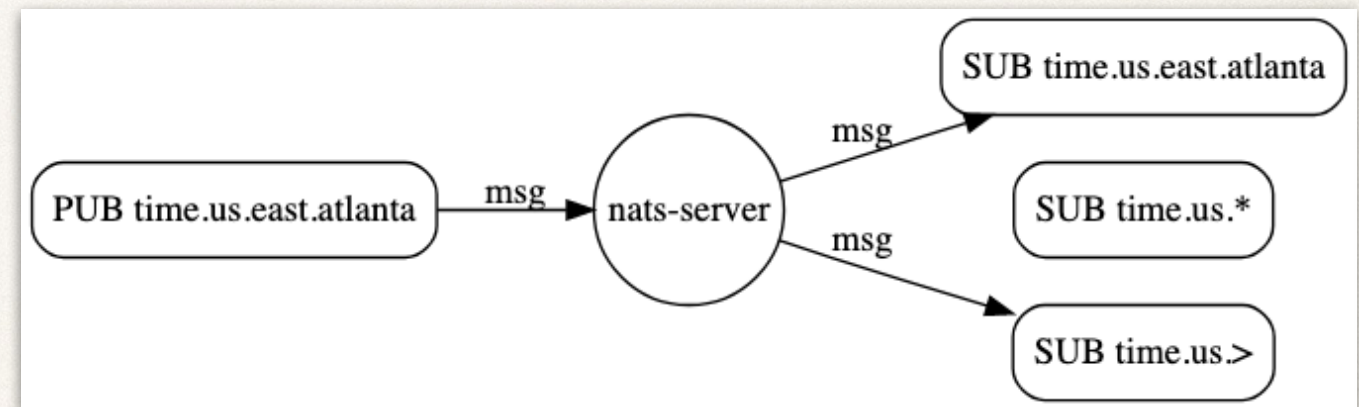 PUB time.us.east.atlanta
msg
nats-server
msg
SUB time.us.east.atlanta
SUB time.us.*
msg
SUB time.us.>